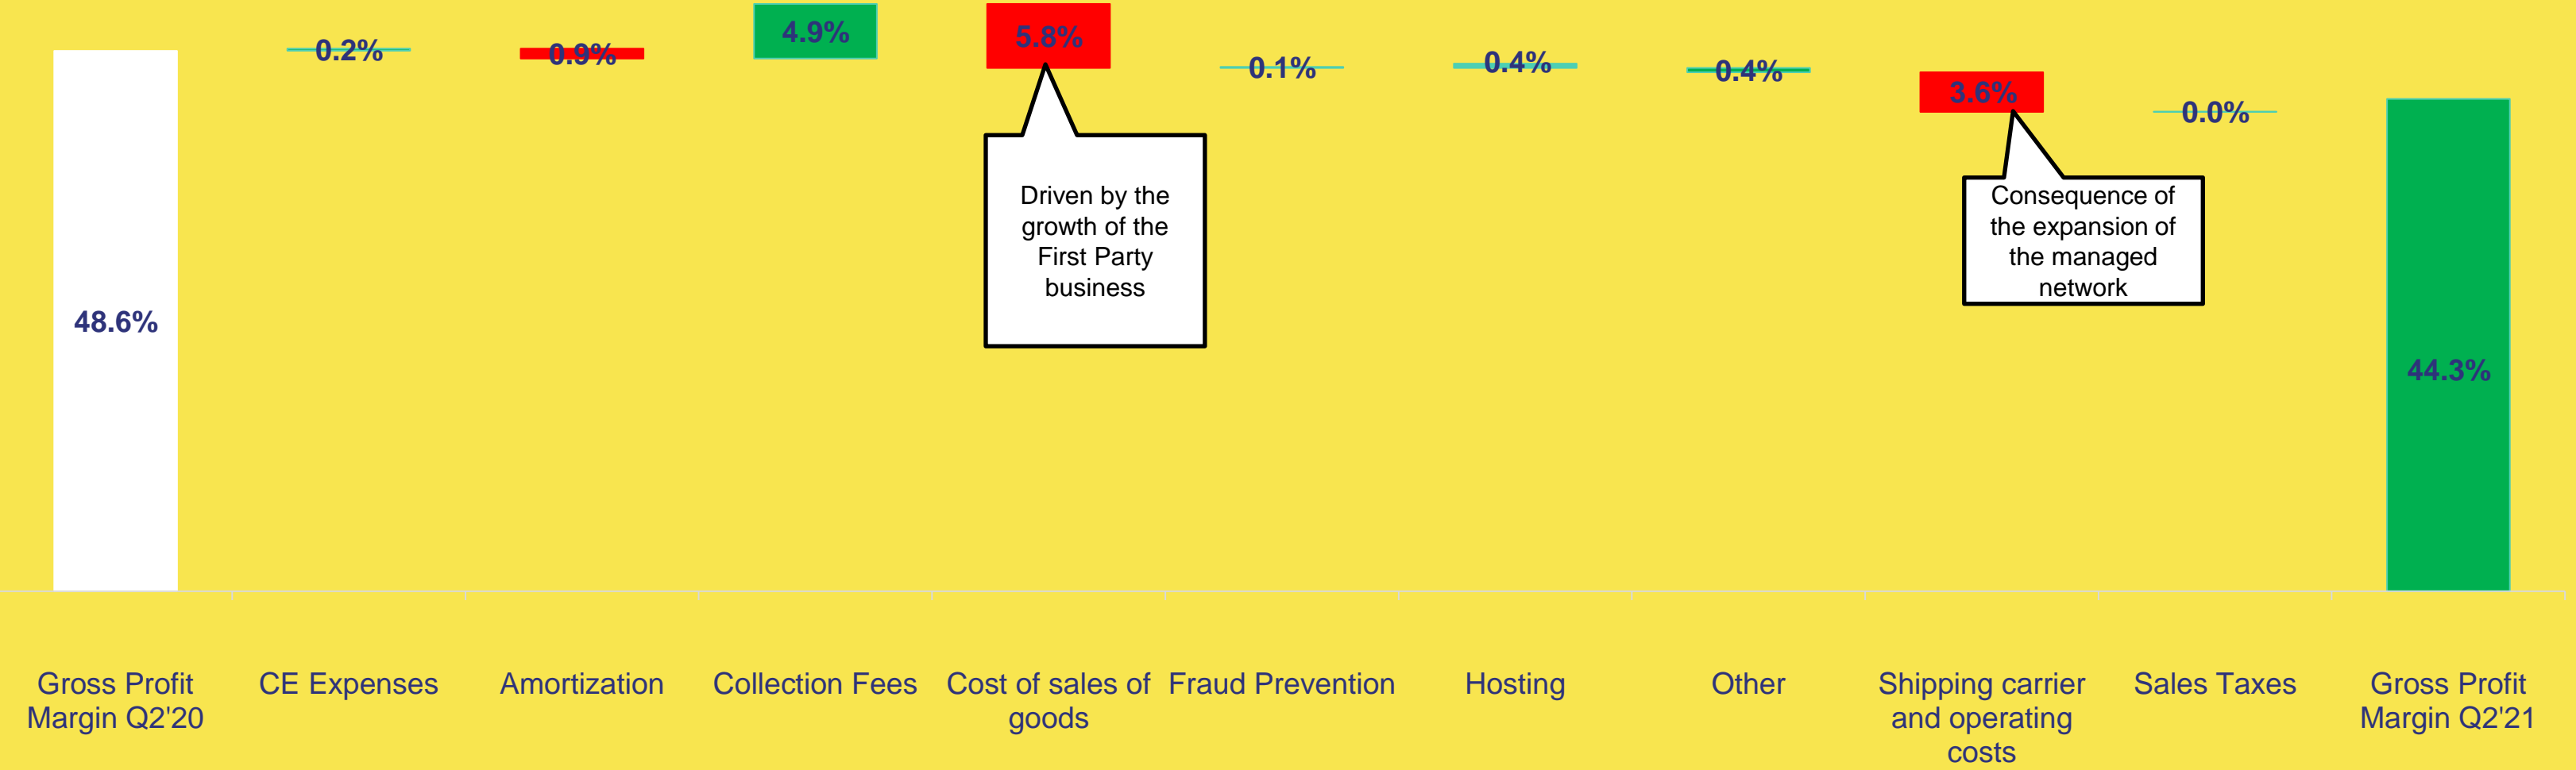 4.9%
5.8%
0.2%
0.9%
0.1%
0.4%
0.4%
3.6%
0.0%
Driven by the
growth of the
First Party
business
Consequence of
the expansion of
the managed
network
48.6%
44.3%
Gross Profit
Margin Q2'20
CE Expenses
Amortization
Collection Fees
Cost of sales of
goods
Fraud Prevention
Hosting
Other
Shipping carrier
and operating
costs
Sales Taxes
Gross Profit
Margin Q2'21